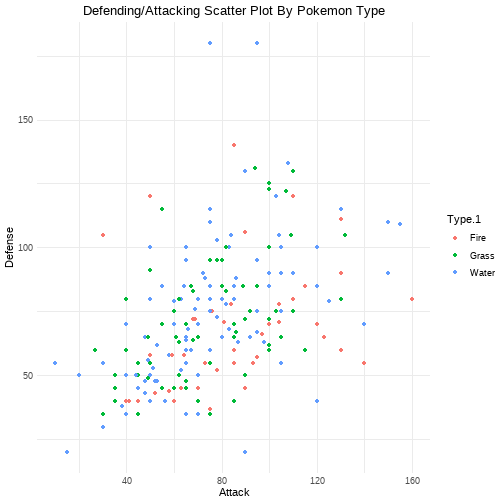 Defending/Attacking Scatter Plot By Pokemon Type
150
100
50
Defense
40
80
120
160
Attack
Type.1
Fire
Grass
Water